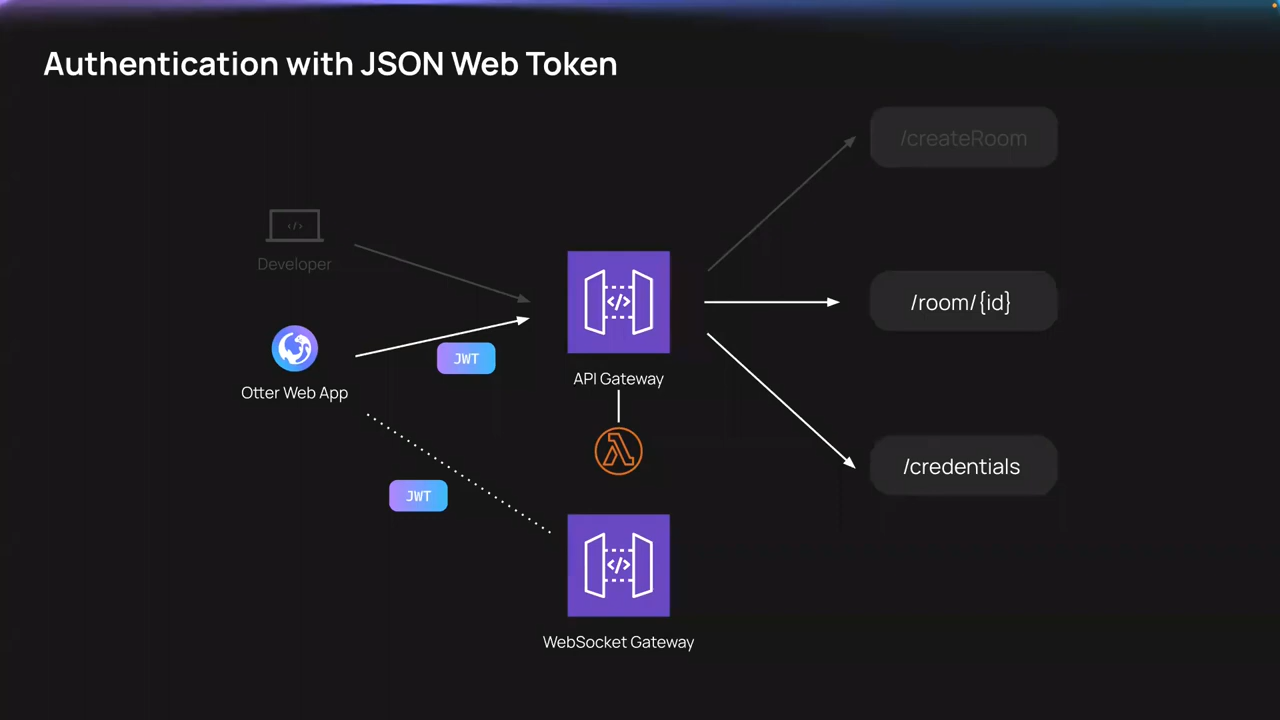 Authentication with JSON Web Token
/createRoom
</>
Developer
</>
/room/{id}
JWT
Otter Web App
API Gateway
/credentials
JWT
</>
WebSocket Gateway